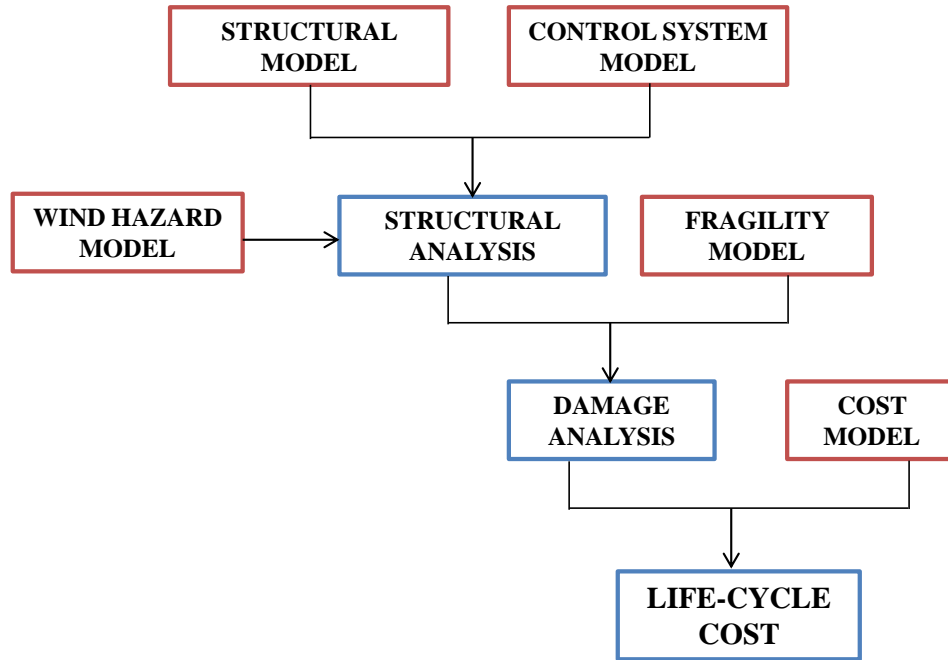 STRUCTURAL
MODEL
CONTROL SYSTEM
MODEL
WIND HAZARD
MODEL
STRUCTURAL
ANALYSIS
FRAGILITY
MODEL
DAMAGE
ANALYSIS
COST
MODEL
LIFE-CYCLE
COST